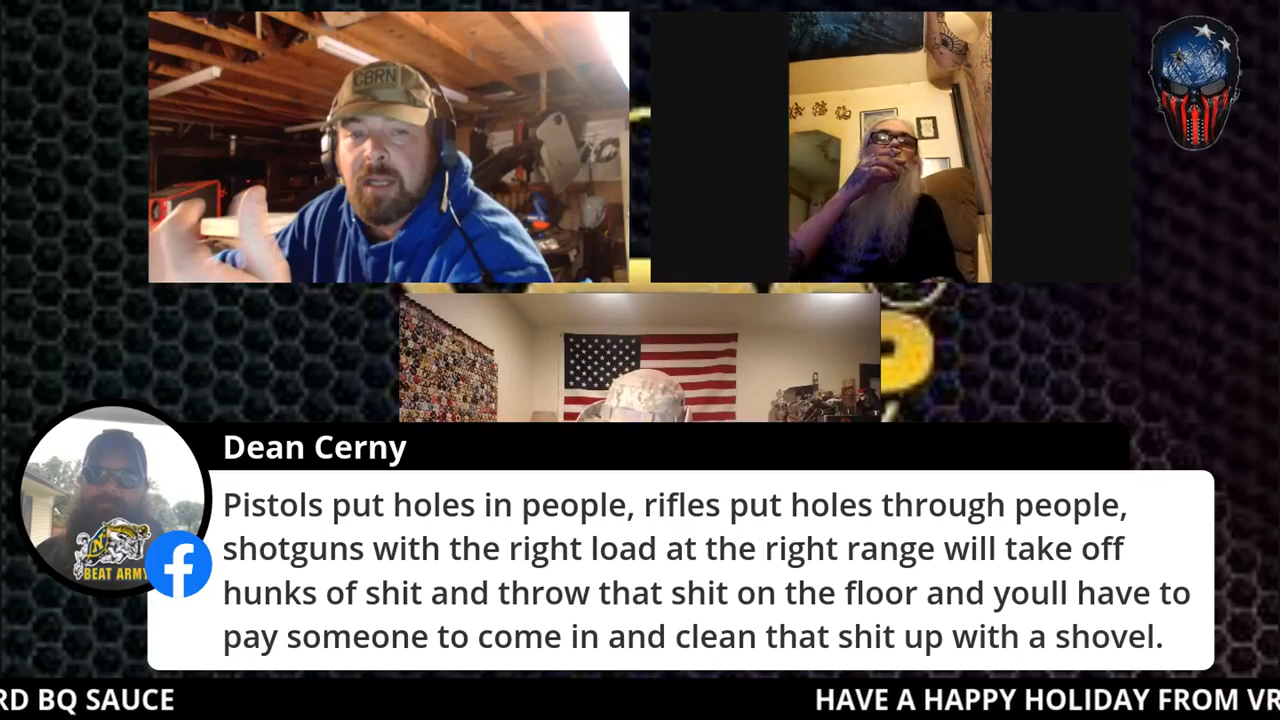 CBRN
Dean Cerny
Pistols put holes in people, rifles put holes through people,
shotguns with the right load at the right range will take off
hunks of shit and throw that shit on the floor and youll have to
pay someone to come in and clean that shit up with a shovel.
N
BEAT ARMY
RD BQ SAUCE
HAVE A HAPPY HOLIDAY FROM VR